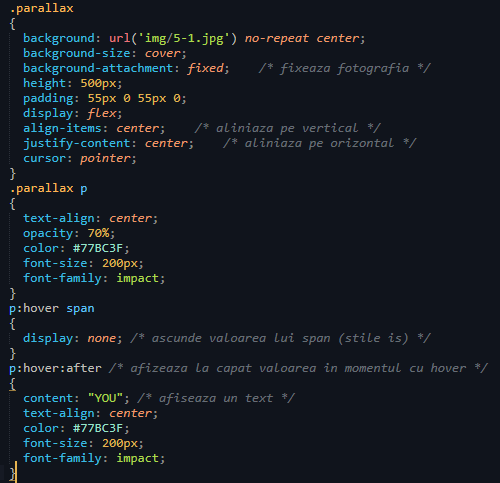 .parallax
{
background: url('img/5-1.jpg') no-repeat center;
background-size: cover;
background-attachment: fixed; /* fixeaza fotografia */
height: 500px;
padding: 55px 0 55px 0;
display: flex;
align-items: center; /* aliniaza pe vertical */
justify-content: center; /* aliniaza pe orizontal */
cursor: pointer;
}
.parallax p
{
text-align: center;
opacity: 70%;
color: #77BC3F;
font-size: 200px;
font-family: impact;
}
p:hover span
{
display: none; /* ascunde valoarea lui span (stile is) */
}
p:hover:after /* afizeaza la capat valoarea in momentul cu hover */
{
content: "YOU"; /* afiseaza un text */
text-align: center;
color: #77BC3F;
font-size: 200px;
font-family: impact;
}